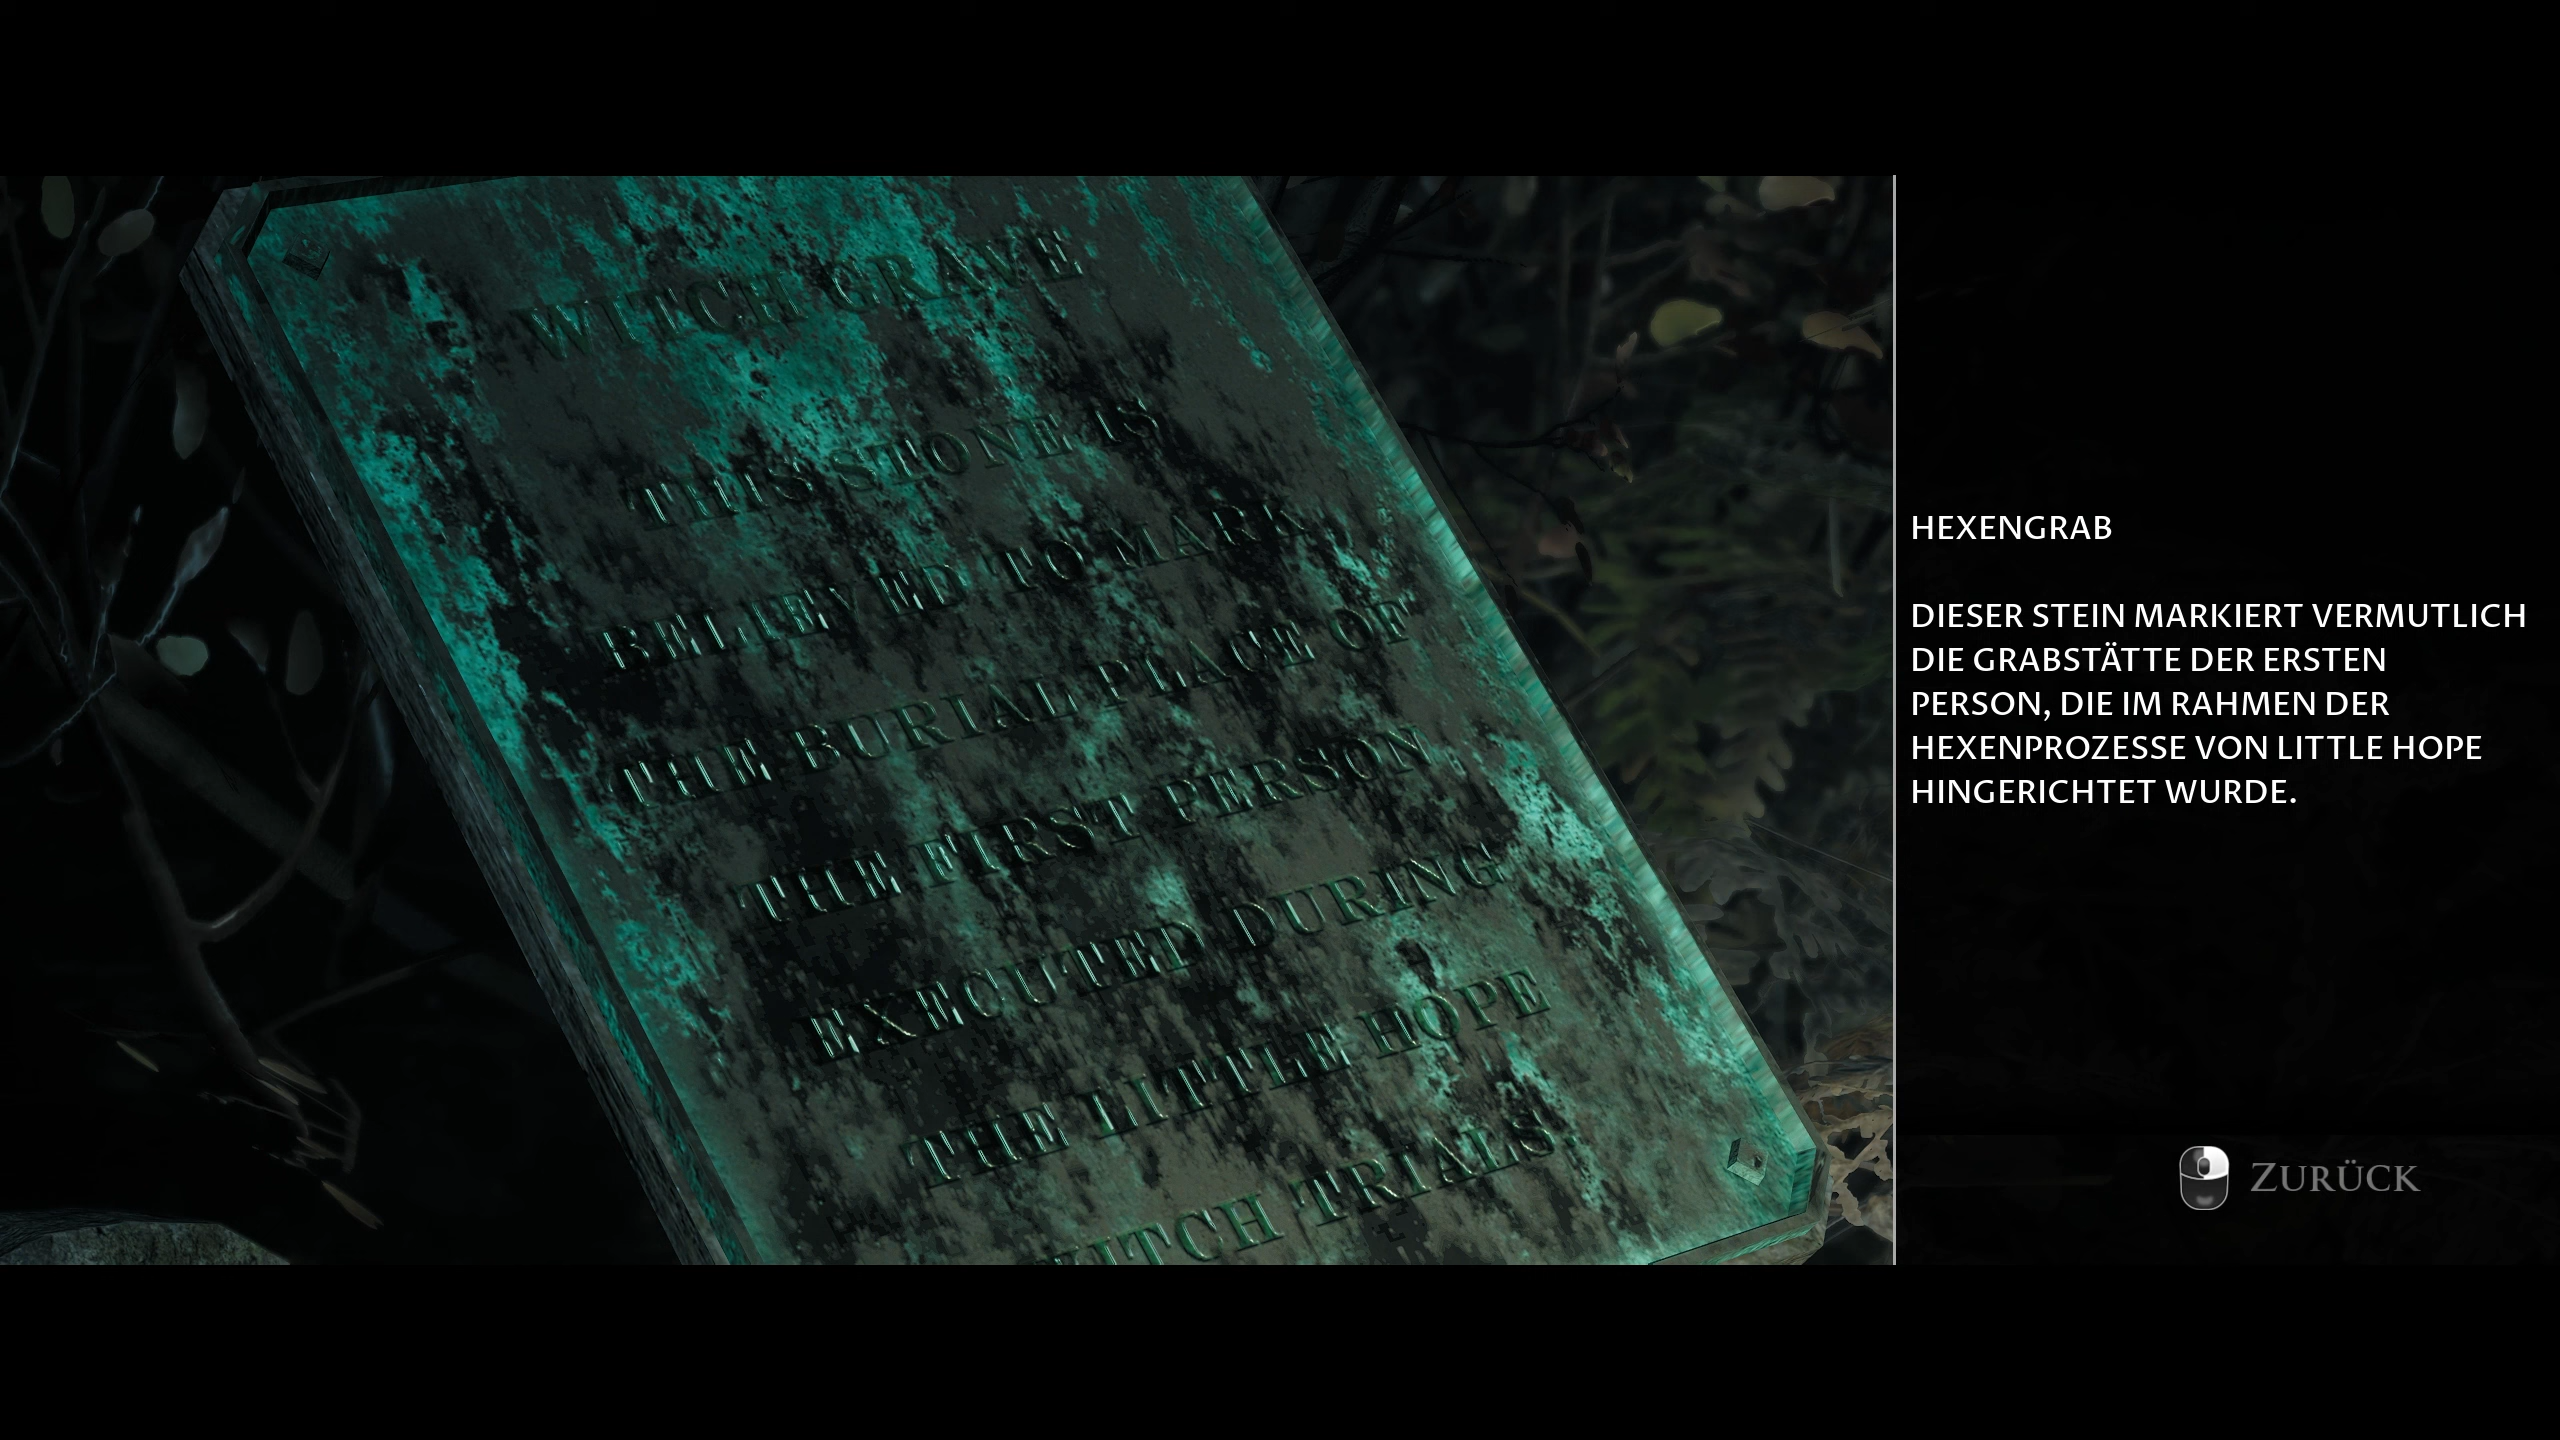 WITCH GRAVE
THIS STONE IS
BELIEVED TO MARK
THE BURIAL PLACE OF
THE FIRST PERSON
EXECUTED DURING
THE LITTLE HOPE
WITCH TRIALS.
HEXENGRAB
DIESER STEIN MARKIERT VERMUTLICH
DIE GRABSTÄTTE DER ERSTEN
PERSON, DIE IM RAHMEN DER
HEXENPROZESSE VON LITTLE HOPE
HINGERICHTET WURDE.
ZURÜCK